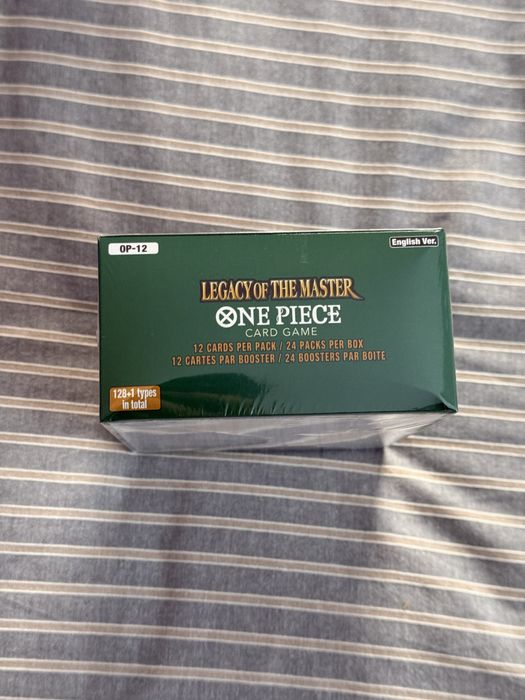 OP-12
English Ver.
LEGACY OF THE MASTER
ONE PIECE
CARD GAME
12 CARDS PER PACK / 24 PACKS PER BOX
12 CARTES PAR BOOSTER / 24 BOOSTERS PAR BOITE
128+1 types
in total